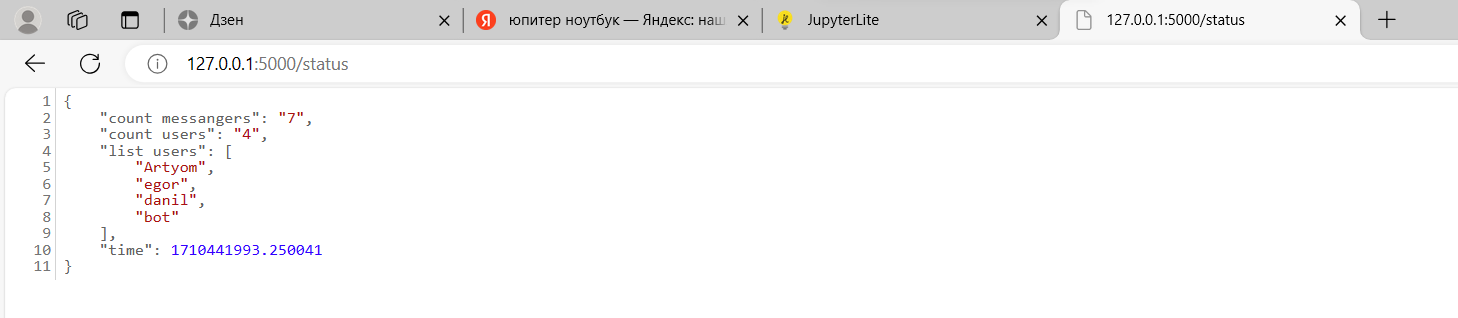 Дзен
Я юпитер ноутбук — Яндекс: наш
JupyterLite
127.0.0.1:5000/status
127.0.0.1:5000/status
1 {
2 "count messangers": "7",
3 "count users": "4",
4 "list users": [
5 "Artyom",
6 "egor",
7 "danil",
8 "bot"
9 ],
10 "time": 1710441993.250041
11 }